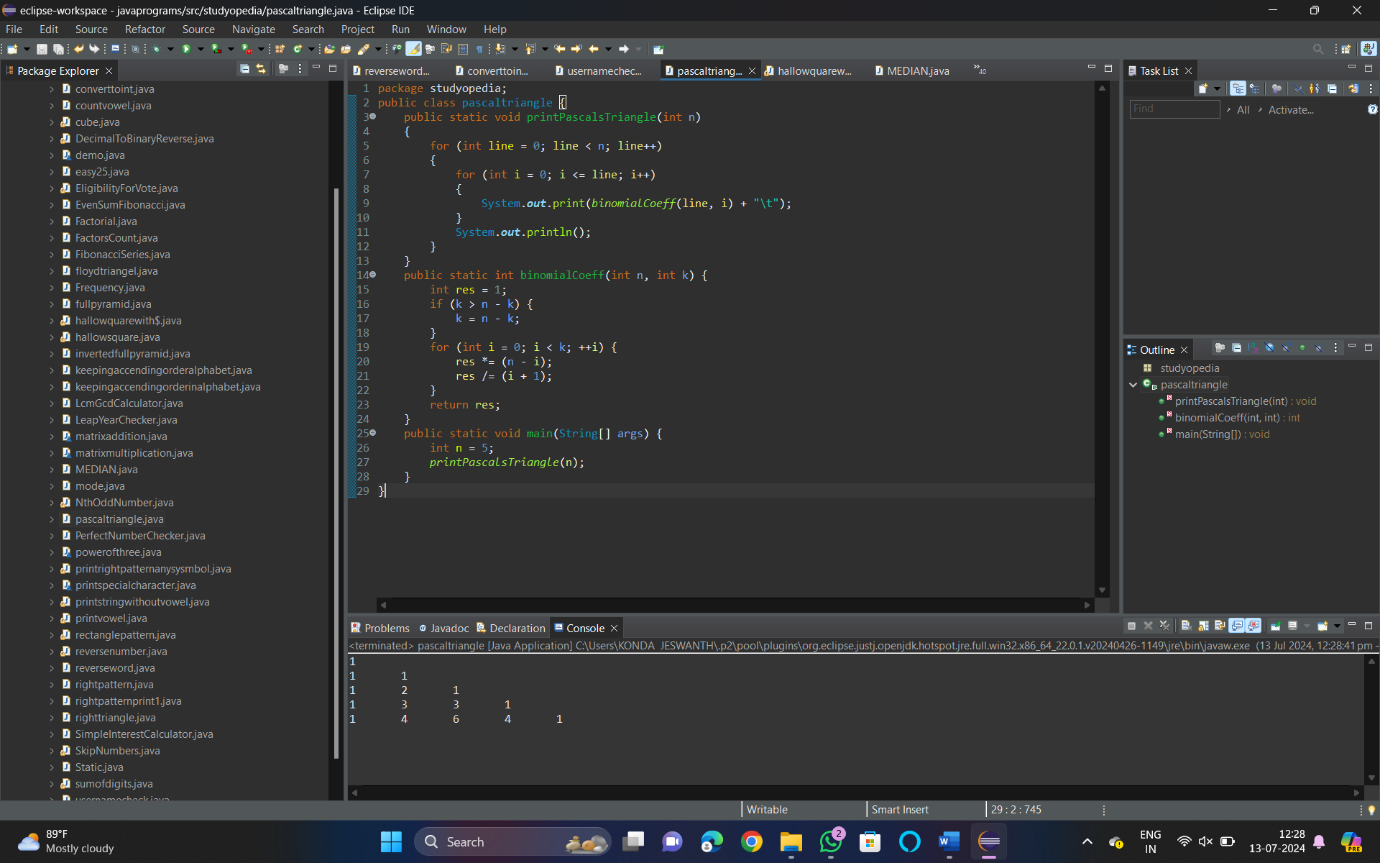 eclipse-workspace - javaprograms/src/studyopedia/pascaltriangle.java - Eclipse IDE
File Edit Source Refactor Source Navigate Search Project Run Window Help
Package Explorer
convertoint.java
countvowel.java
cube.java
DecimalToBinaryReverse.java
demo.java
easy25.java
EligibilityForVote.java
EvenSumFibonacci.java
Factorial.java
FactorsCount.java
FibonacciSeries.java
floydtriangel.java
Frequency.java
fullpyramid.java
hallowquarewith$.java
hallowsquare.java
invertedfullpyramid.java
keepingaccendingorderalphabet.java
keepingaccendingorderinalphabet.java
LcmGcdCalculator.java
LeapYearChecker.java
matrixaddition.java
matrixmultiplication.java
MEDIAN.java
mode.java
NthOddNumber.java
pascaltriangle.java
PerfectNumberChecker.java
powerofthree.java
printrightpatternanysysmbol.java
printspecialcharacter.java
printstringwithoutvowel.java
printvowel.java
rectanglepattern.java
reversenumber.java
reverseword.java
rightpattern.java
rightpatternprint1.java
righttriangle.java
SimpleInterestCalculator.java
SkipNumbers.java
Static.java
sumofdigits.java
usernamecheck.java
reverseword... converttoin... usernamechec... pascaltriang... hallowquarew... MEDIAN.java 40
1 package studyopedia;
2 public class pascaltriangle {
3 public static void printPascalsTriangle(int n)
4 {
5 for (int line = 0; line < n; line++)
6 {
7 for (int i = 0; i <= line; i++)
8 {
9 System.out.print(binomialCoeff(line, i) + "\t");
10 }
11 System.out.println();
12 }
13 }
14 public static int binomialCoeff(int n, int k) {
15 int res = 1;
16 if (k > n - k) {
17 k = n - k;
18 }
19 for (int i = 0; i < k; ++i) {
20 res *= (n - i);
21 res /= (i + 1);
22 }
23 return res;
24 }
25 public static void main(String[] args) {
26 int n = 5;
27 printPascalsTriangle(n);
28 }
29 }
Task List
Find All Activate...
Outline
studyopedia
pascaltriangle
printPascalsTriangle(int) : void
binomialCoeff(int, int) : int
main(String[]) : void
Problems Javadoc Declaration Console
<terminated> pascaltriangle [Java Application] C:\Users\KONDA JESWANTH\.p2\pool\plugins\org.eclipse.justj.openjdk.hotspot.jre.full.win32.x86_64_22.0.1.v20240426-1149\jre\bin\javaw.exe (13 Jul 2024, 12:28:41 pm -
1
1 1
1 2 1
1 3 3 1
1 4 6 4 1
Writable Smart Insert 29 : 2 : 745
89°F
Mostly cloudy
Search
2
ENG
IN
12:28
13-07-2024
PRE